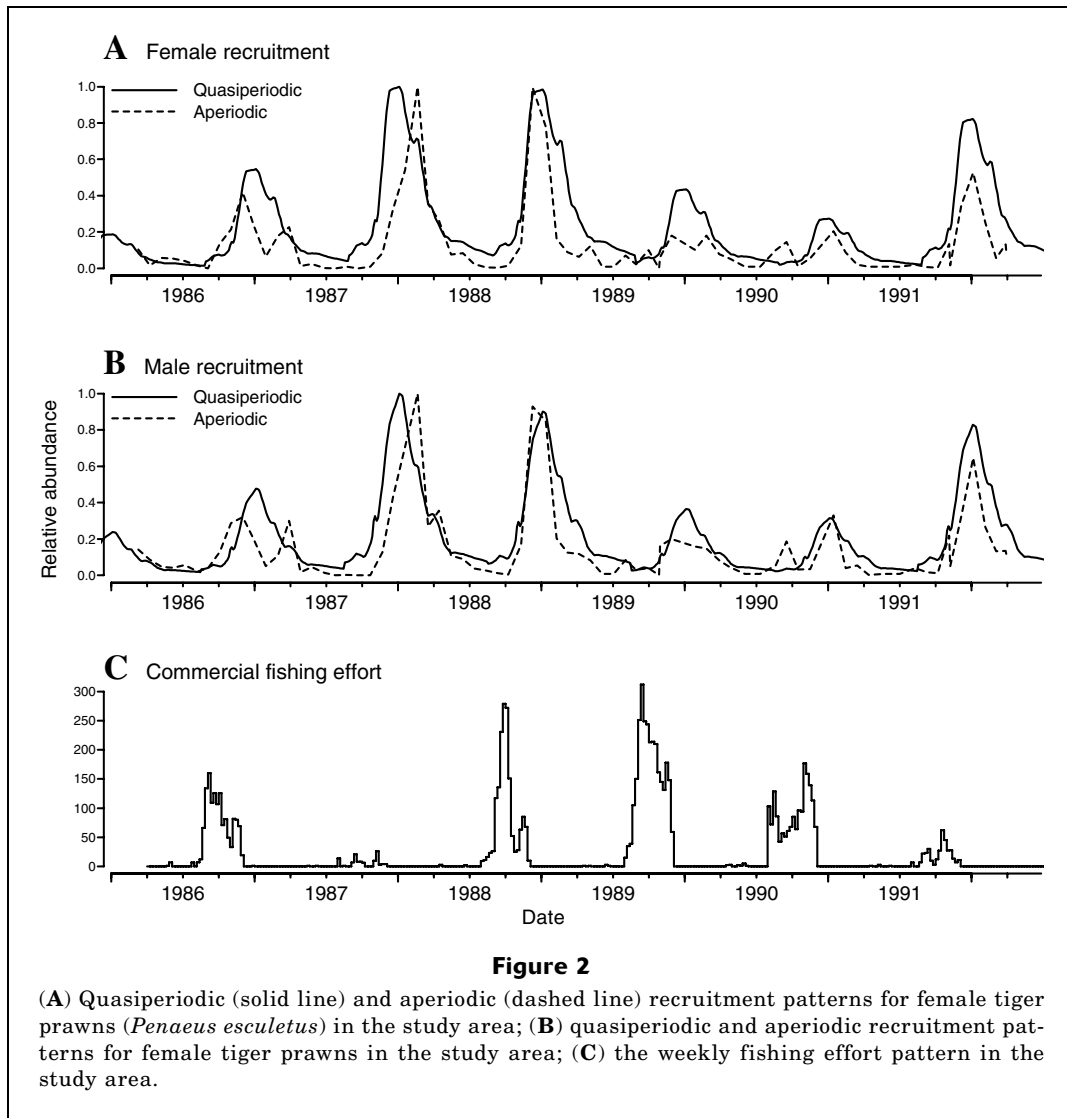 A Female recruitment
1.0
0.8
0.6
0.4
0.2
0.0
Quasiperiodic
Aperiodic
1986 1987 1988 1989 1990 1991
B Male recruitment
Relative abundance
1.0
0.8
0.6
0.4
0.2
0.0
Quasiperiodic
Aperiodic
1986 1987 1988 1989 1990 1991
C Commercial fishing effort
300
250
200
150
100
50
0
1986 1987 1988 1989 1990 1991
Date
Figure 2
(A) Quasiperiodic (solid line) and aperiodic (dashed line) recruitment patterns for female tiger
prawns (Penaeus esculetus) in the study area; (B) quasiperiodic and aperiodic recruitment pat-
terns for female tiger prawns in the study area; (C) the weekly fishing effort pattern in the
study area.